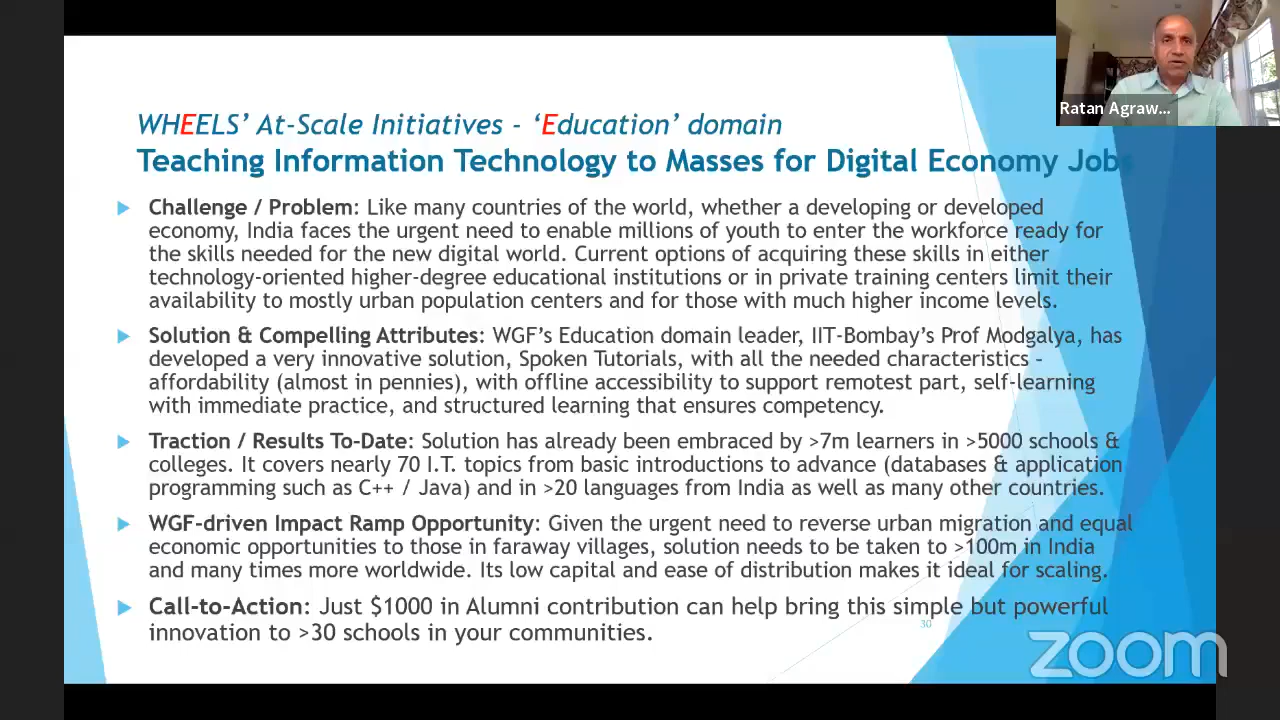 Ratan Agraw...
WHEELS’ At-Scale Initiatives - ‘Education’ domain
Teaching Information Technology to Masses for Digital Economy Jobs
Challenge / Problem: Like many countries of the world, whether a developing or developed
economy, India faces the urgent need to enable millions of youth to enter the workforce ready for
the skills needed for the new digital world. Current options of acquiring these skills in either
technology-oriented higher-degree educational institutions or in private training centers limit their
availability to mostly urban population centers and for those with much higher income levels.
Solution & Compelling Attributes: WGF’s Education domain leader, IIT-Bombay’s Prof Modgalya, has
developed a very innovative solution, Spoken Tutorials, with all the needed characteristics –
affordability (almost in pennies), with offline accessibility to support remotest part, self-learning
with immediate practice, and structured learning that ensures competency.
Traction / Results To-Date: Solution has already been embraced by >7m learners in >5000 schools &
colleges. It covers nearly 70 I.T. topics from basic introductions to advance (databases & application
programming such as C++ / Java) and in >20 languages from India as well as many other countries.
WGF-driven Impact Ramp Opportunity: Given the urgent need to reverse urban migration and equal
economic opportunities to those in faraway villages, solution needs to be taken to >100m in India
and many times more worldwide. Its low capital and ease of distribution makes it ideal for scaling.
Call-to-Action: Just $1000 in Alumni contribution can help bring this simple but powerful
innovation to >30 schools in your communities.
30
zoom